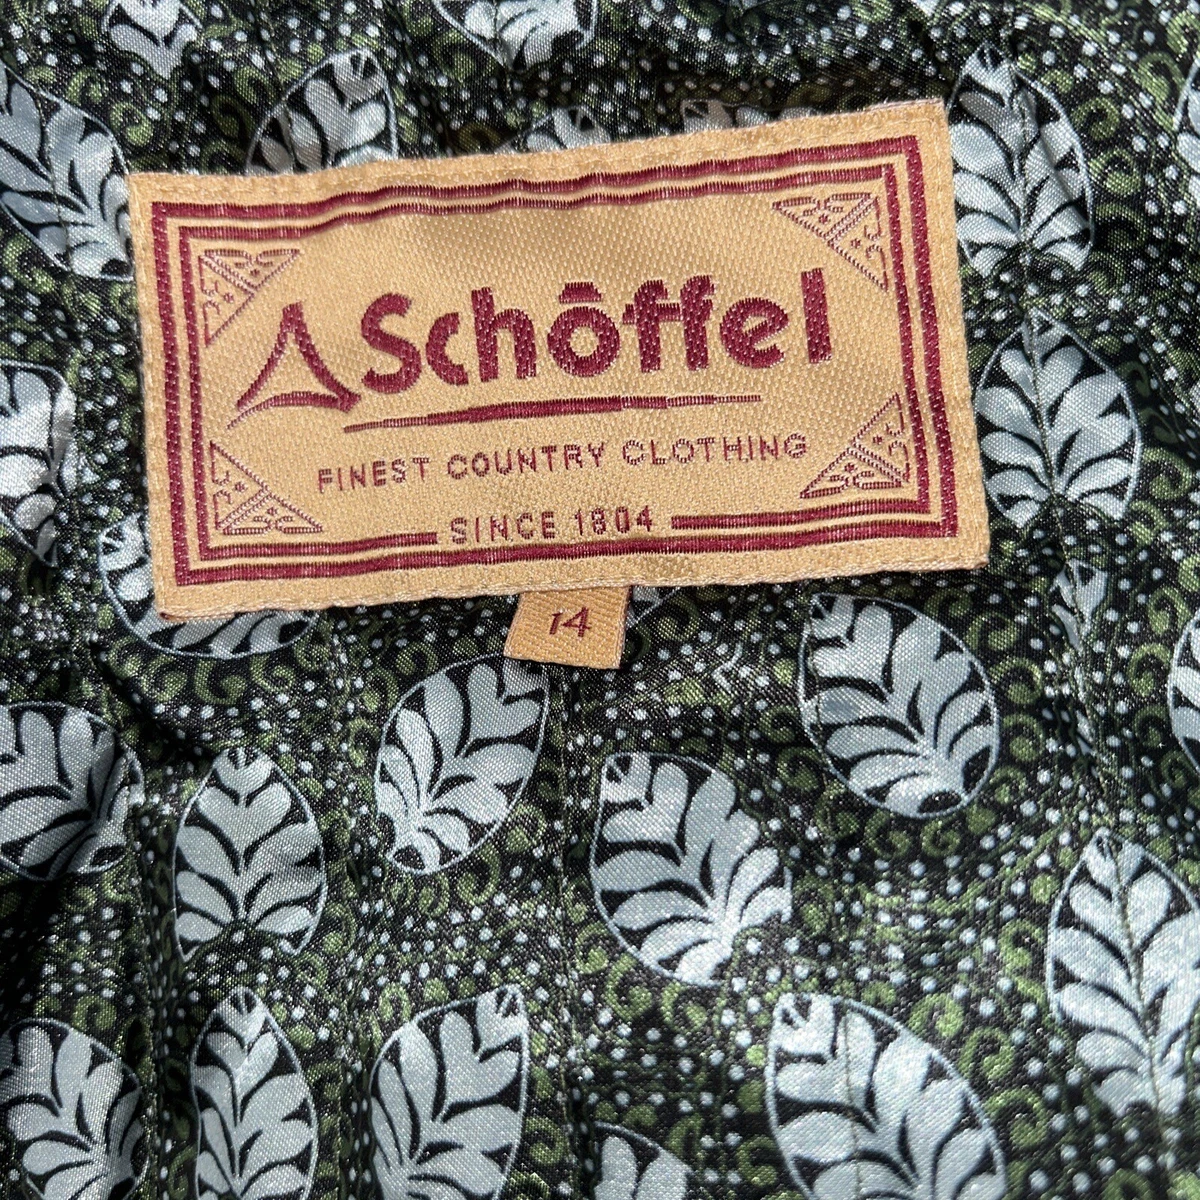 Schöffel
FINEST COUNTRY CLOTHING
SINCE 1804
14